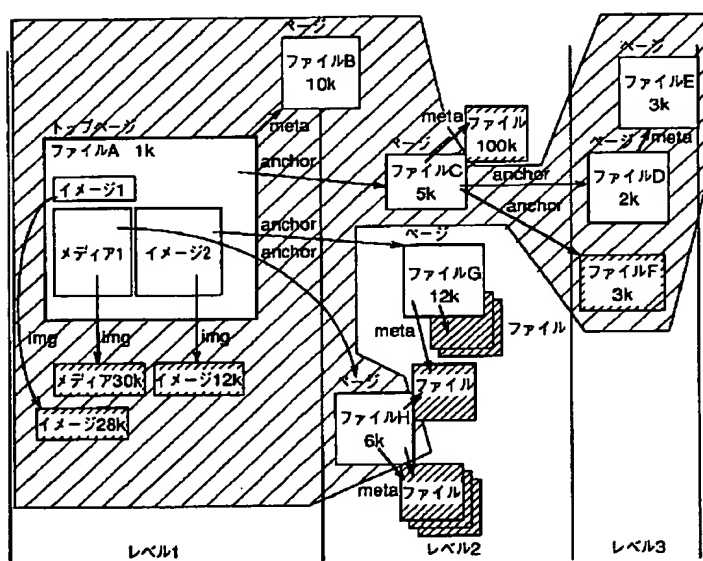 ページ
ファイルB
10k
meta
トップページ
ファイルA 1k
イメージ1
メディア1
イメージ2
img
img
img
メディア30k
イメージ12k
イメージ28k
anchor
anchor
anchor
ページ
ファイルC
5k
meta
ファイル
100k
anchor
anchor
ページ
ファイルE
3k
meta
ページ
ファイルD
2k
ファイルF
3k
ページ
ファイルG
12k
meta
ファイル
ファイル
ページ
ファイルH
6k
meta
ファイル
レベル1
レベル2
レベル3